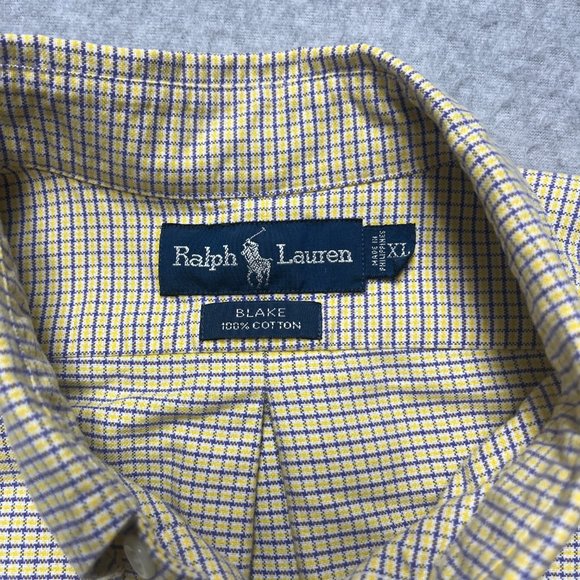 Ralph Lauren
MADE IN
PHILIPPINES
XL
BLAKE
100% COTTON